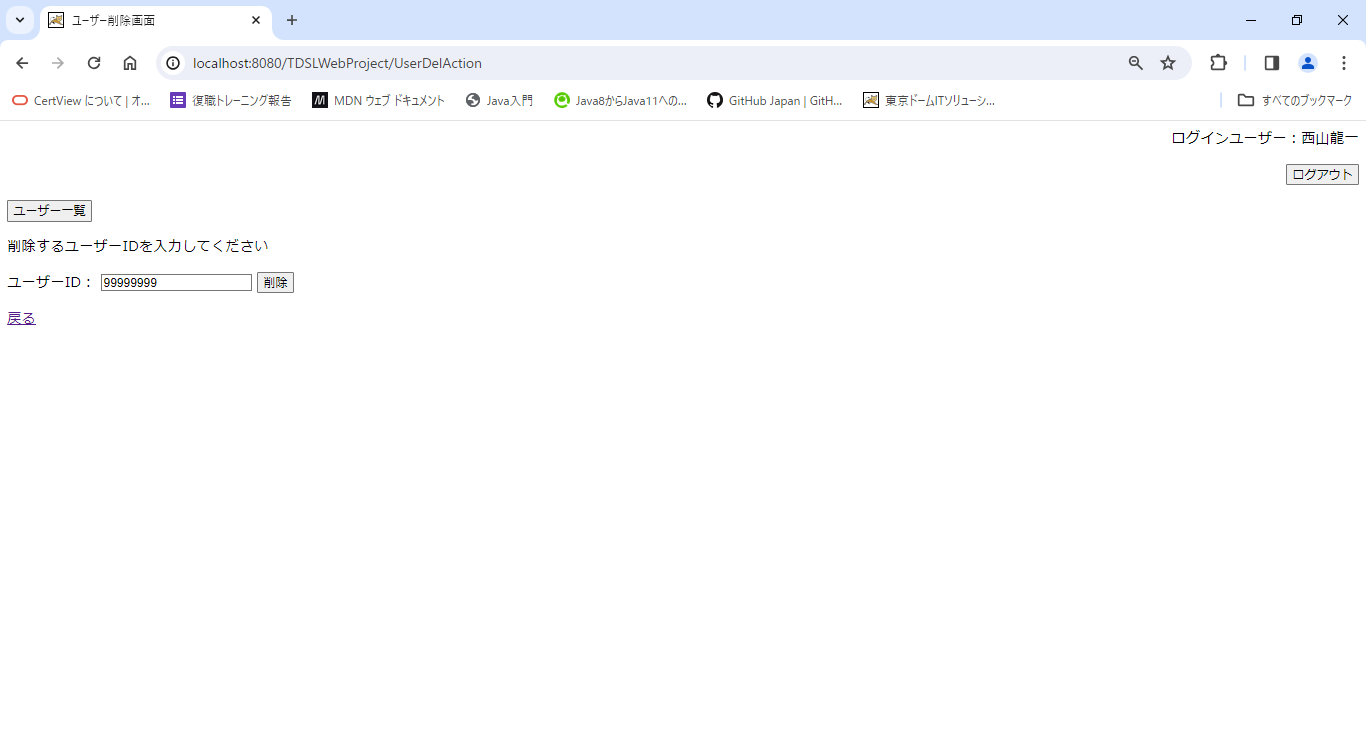 ユーザー削除画面
localhost:8080/TDSLWebProject/UserDelAction
CertView について | オ...
復職トレーニング報告
MDN ウェブ ドキュメント
Java入門
Java8からJava11への...
GitHub Japan | GitH...
東京ドームITソリューシ...
すべてのブックマーク
ログインユーザー：西山龍一
ログアウト
ユーザー一覧
削除するユーザーIDを入力してください
ユーザーID： 99999999 削除
戻る